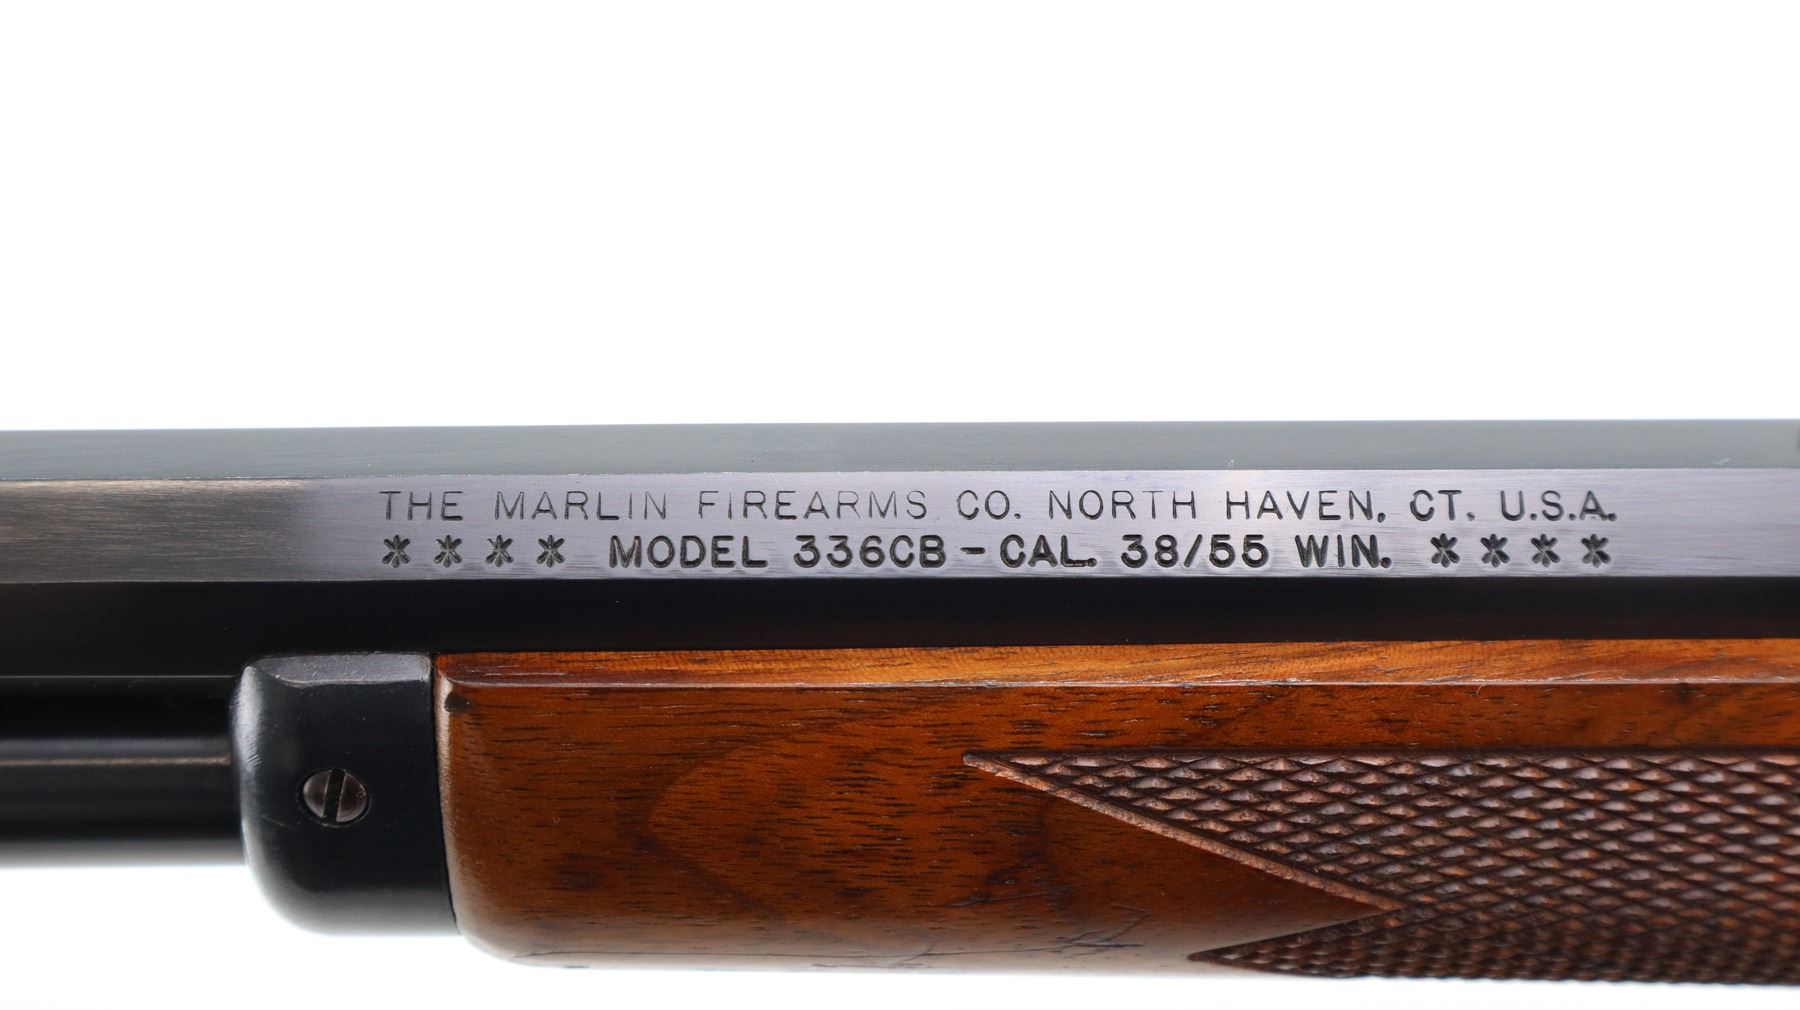 THE MARLIN FIREARMS CO. NORTH HAVEN, CT. U.S.A.
**** MODEL 336CB - CAL. 38/55 WIN. ****